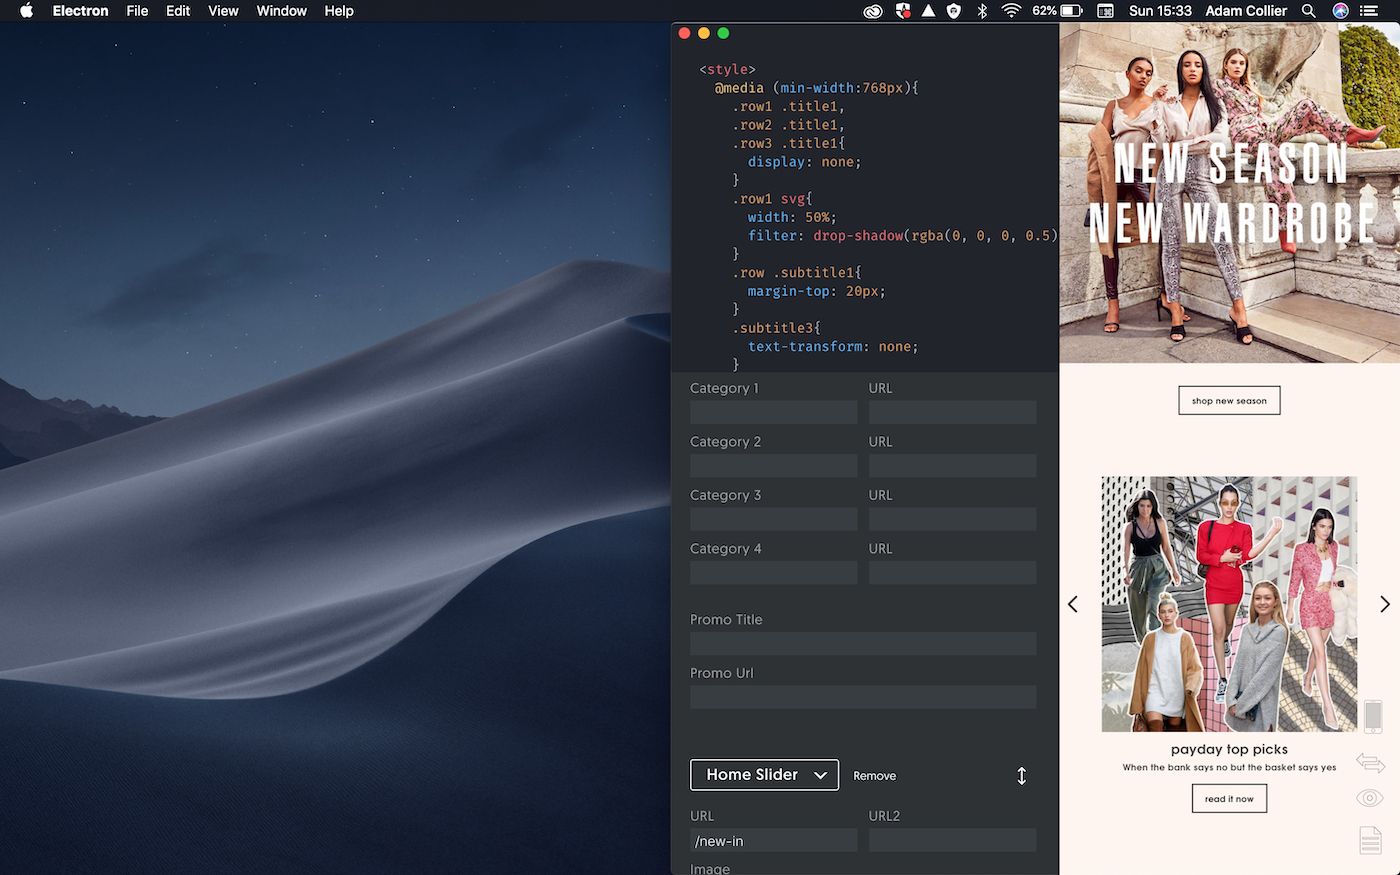 Electron File Edit View Window Help
62% Sun 15:33 Adam Collier
<style>
@media (min-width:768px){
.row1 .title1,
.row2 .title1,
.row3 .title1{
display: none;
}
.row1 svg{
width: 50%;
filter: drop-shadow(rgba(0, 0, 0, 0.5)
}
.row .subtitle1{
margin-top: 20px;
}
.subtitle3{
text-transform: none;
}
Category 1 URL
Category 2 URL
Category 3 URL
Category 4 URL
Promo Title
Promo Url
Home Slider Remove
URL URL2
/new-in
Image
NEW SEASON
NEW WARDROBE
shop new season
payday top picks
When the bank says no but the basket says yes
read it now